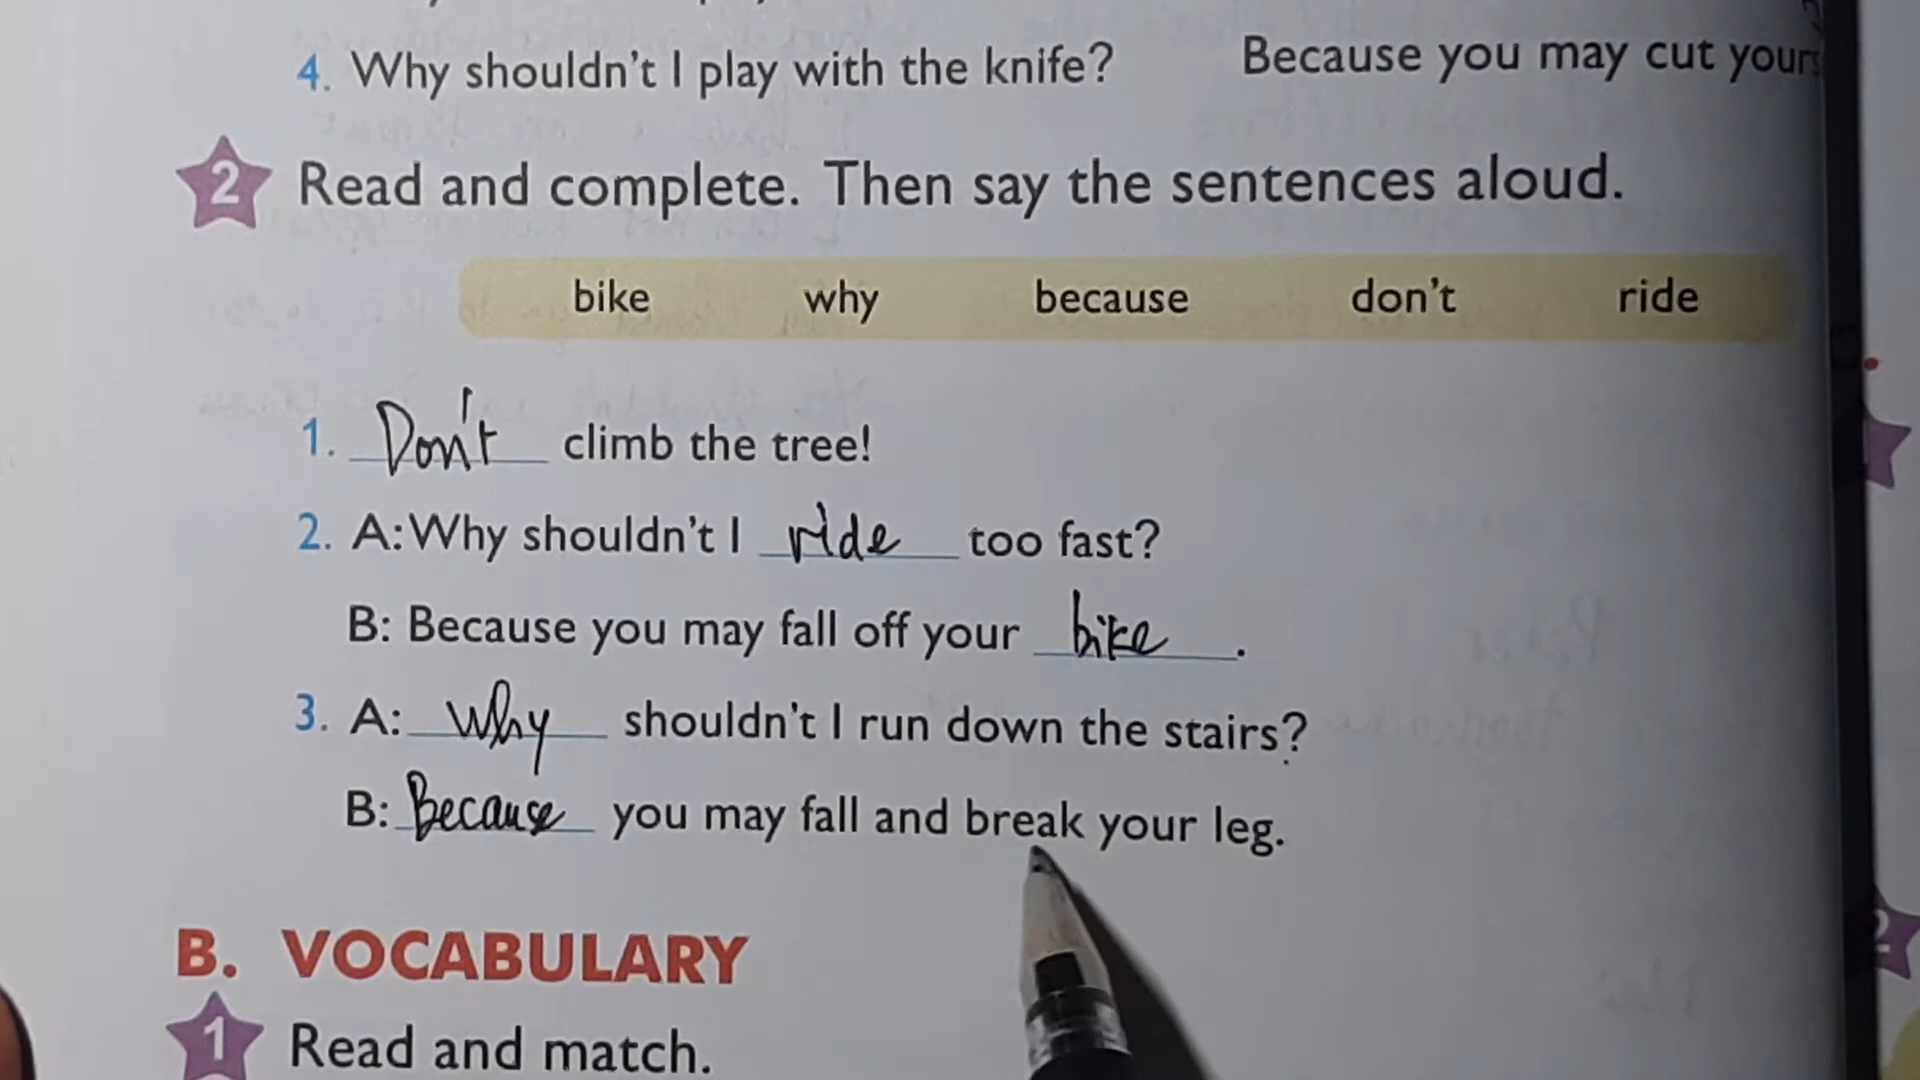 4. Why shouldn't I play with the knife? Because you may cut yours
2 Read and complete. Then say the sentences aloud.
bike why because don't ride
1. Don't climb the tree!
2. A: Why shouldn't I ride too fast?
B: Because you may fall off your bike.
3. A: Why shouldn't I run down the stairs?
B: Because you may fall and break your leg.
B. VOCABULARY
1 Read and match.
2